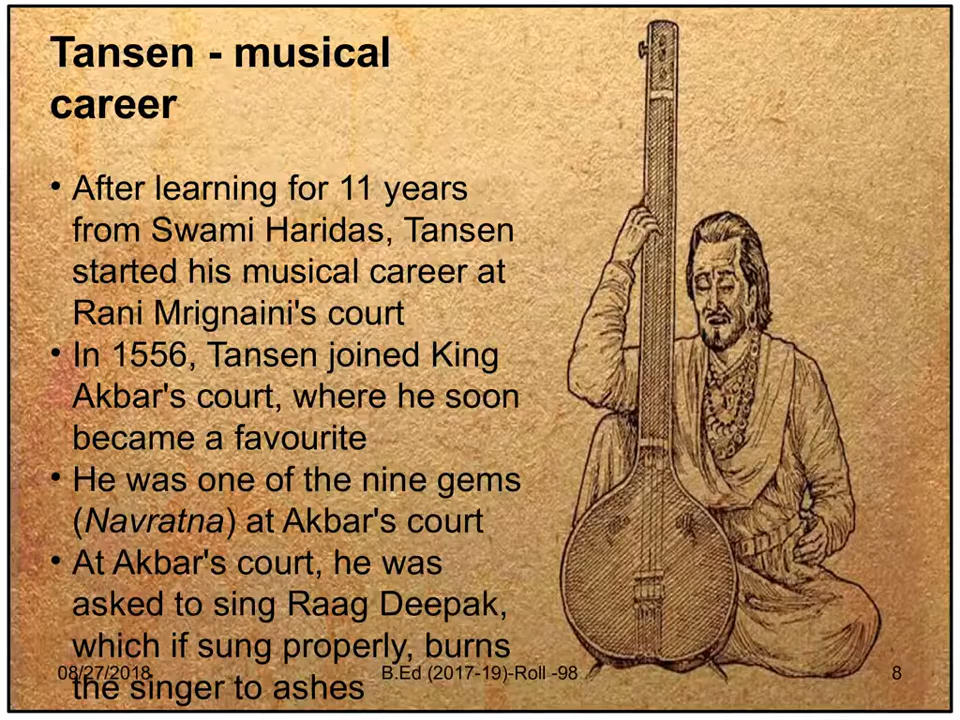 Tansen - musical
career
• After learning for 11 years
from Swami Haridas, Tansen
started his musical career at
Rani Mrignaini's court
• In 1556, Tansen joined King
Akbar's court, where he soon
became a favourite
• He was one of the nine gems
(Navratna) at Akbar's court
• At Akbar's court, he was
asked to sing Raag Deepak,
which if sung properly, burns
the singer to ashes
08/27/2018 B.Ed (2017-19)-Roll -98 8